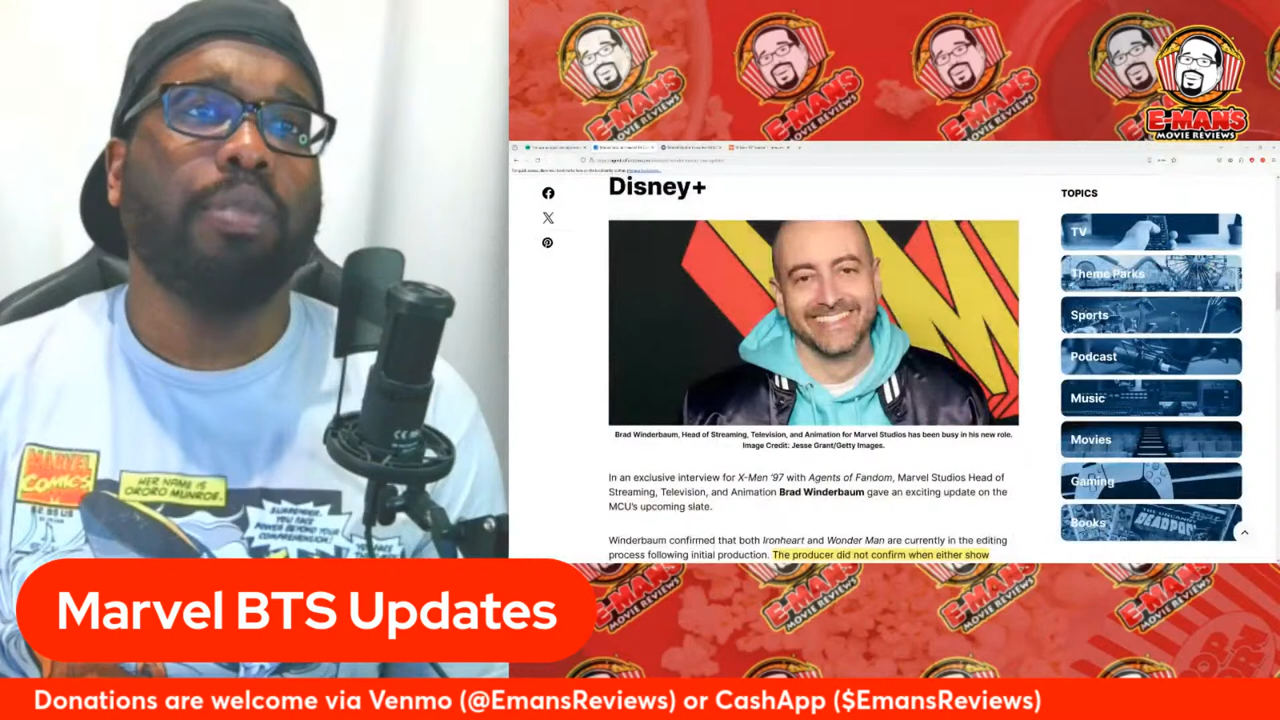 E-MAN'S
MOVIE REVIEWS
Disney+
TOPICS
TV
Theme Parks
Sports
Podcast
Music
Movies
Gaming
Books
Brad Winderbaum, Head of Streaming, Television, and Animation for Marvel Studios has been busy in his new role.
Image Credit: Jesse Grant/Getty Images.
In an exclusive interview for X-Men '97 with Agents of Fandom, Marvel Studios Head of
Streaming, Television, and Animation Brad Winderbaum gave an exciting update on the
MCU's upcoming slate.
Winderbaum confirmed that both Ironheart and Wonder Man are currently in the editing
process following initial production. The producer did not confirm when either show
MARVEL
COMICS
HER NAME IS
ORORO MUNROE.
SURRENDER.
Marvel BTS Updates
Donations are welcome via Venmo (@EmansReviews) or CashApp ($EmansReviews)